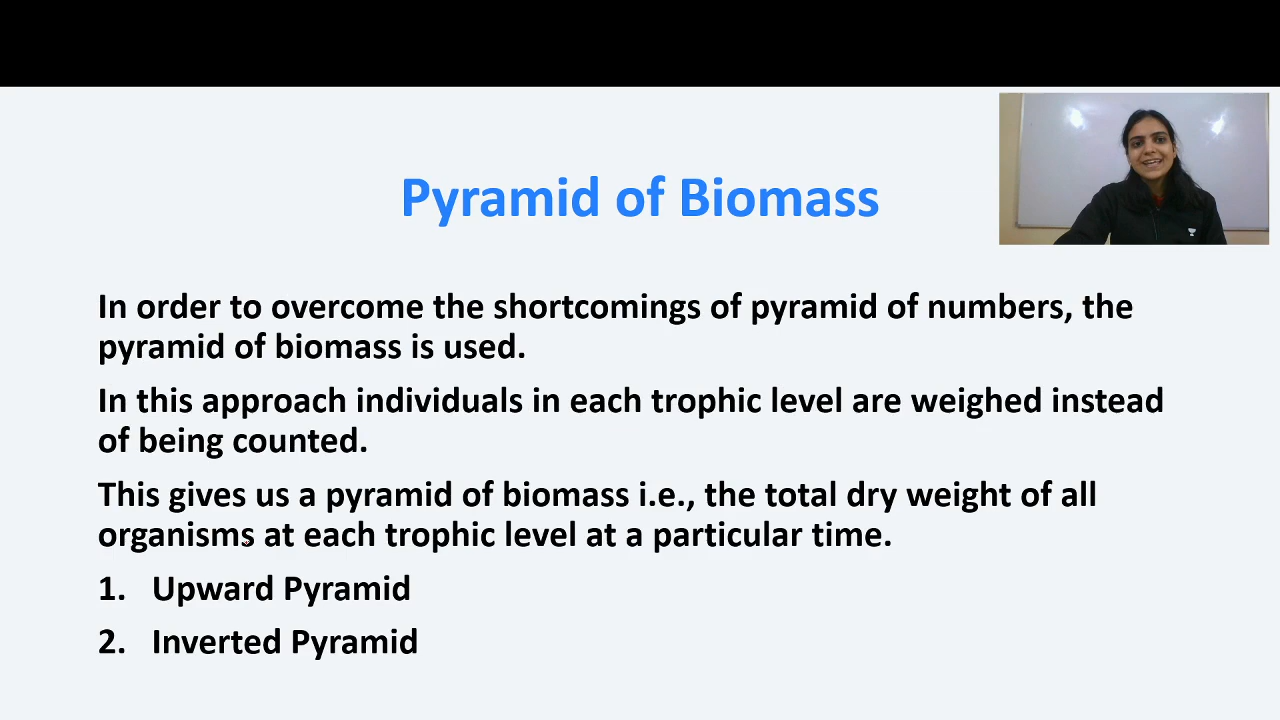 Pyramid of Biomass
In order to overcome the shortcomings of pyramid of numbers, the
pyramid of biomass is used.
In this approach individuals in each trophic level are weighed instead
of being counted.
This gives us a pyramid of biomass i.e., the total dry weight of all
organisms at each trophic level at a particular time.
1. Upward Pyramid
2. Inverted Pyramid